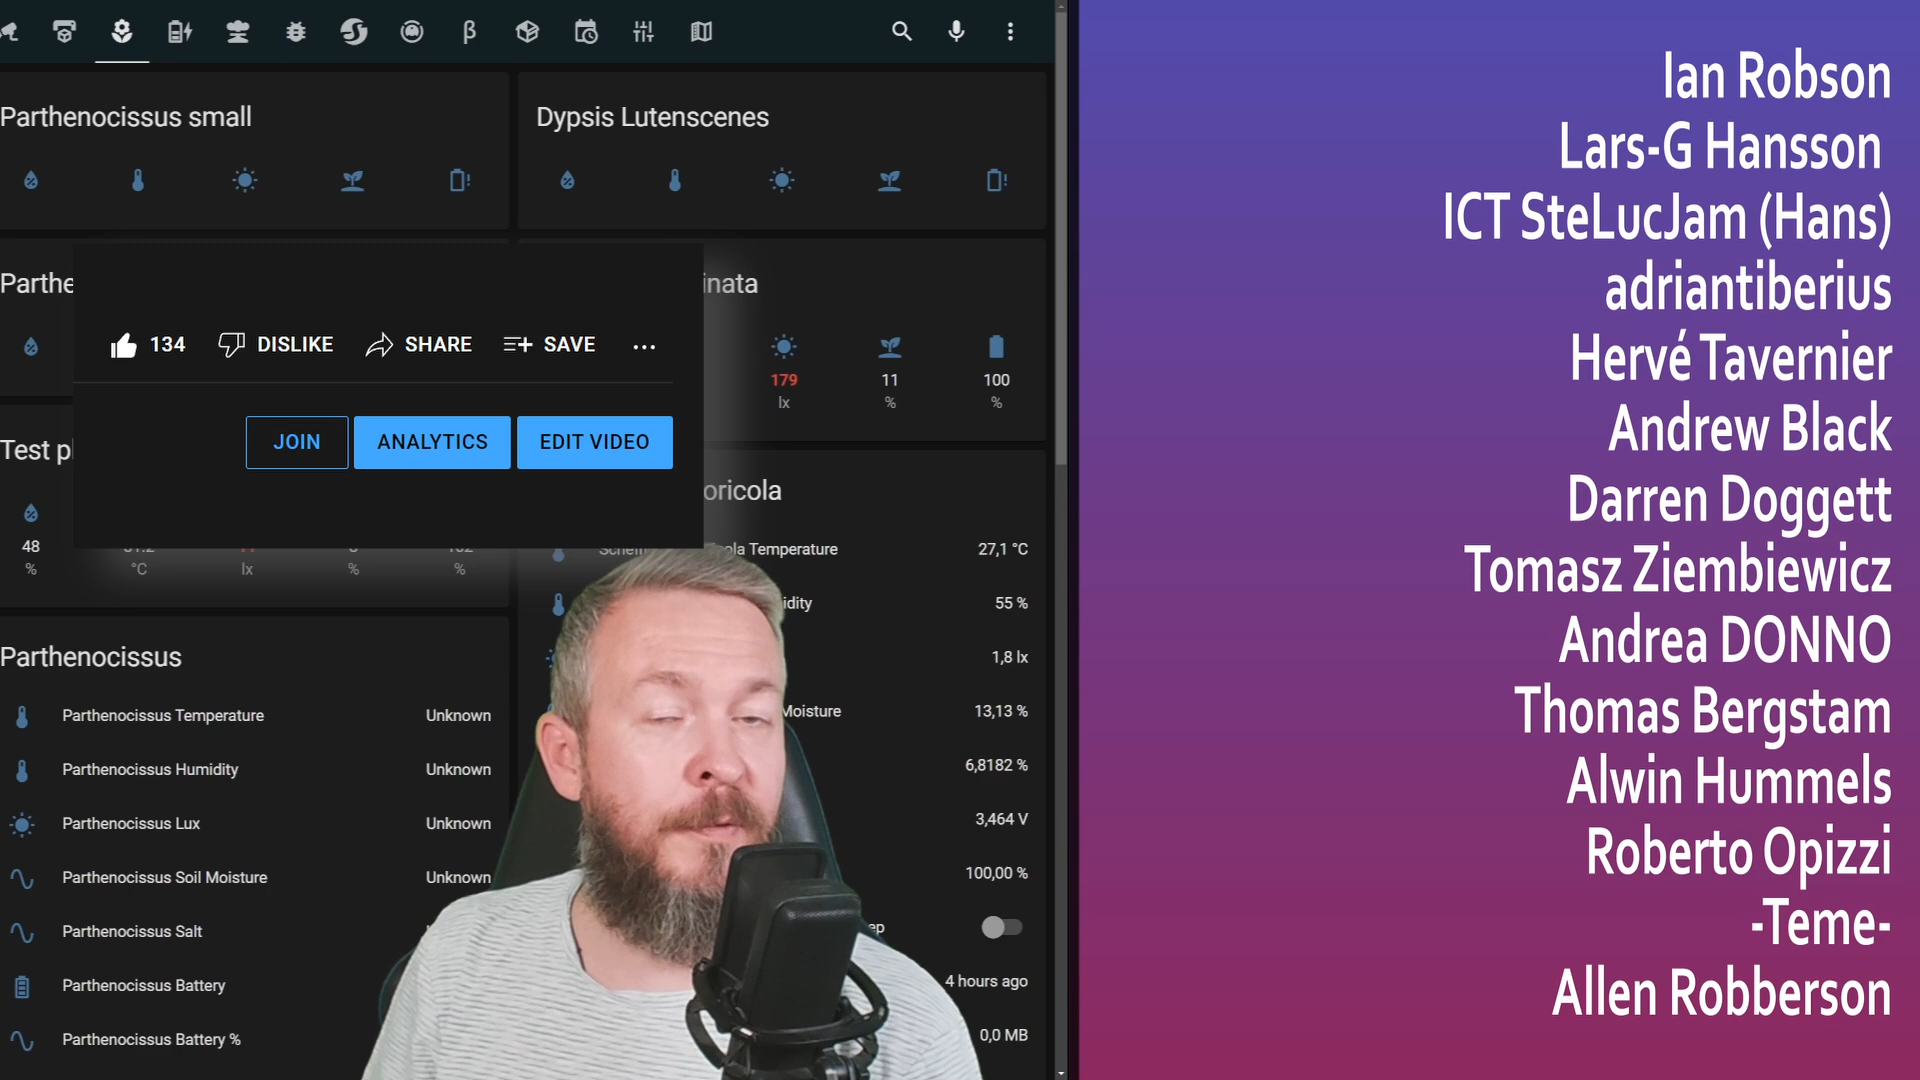 β
Parthenocissus small
Dypsis Lutenscenes
Parthe
inata
179
lx
11
%
100
%
134
DISLIKE
SHARE
SAVE
JOIN
ANALYTICS
EDIT VIDEO
Test pl
48
%
°C
lx
%
%
oricola
Temperature
27,1 °C
idity
55 %
1,8 lx
Moisture
13,13 %
6,8182 %
3,464 V
100,00 %
ep
4 hours ago
0,0 MB
Parthenocissus
Parthenocissus Temperature
Unknown
Parthenocissus Humidity
Unknown
Parthenocissus Lux
Unknown
Parthenocissus Soil Moisture
Unknown
Parthenocissus Salt
Parthenocissus Battery
Parthenocissus Battery %
Ian Robson
Lars-G Hansson
ICT SteLucJam (Hans)
adriantiberius
Hervé Tavernier
Andrew Black
Darren Doggett
Tomasz Ziembiewicz
Andrea DONNO
Thomas Bergstam
Alwin Hummels
Roberto Opizzi
-Teme-
Allen Robberson